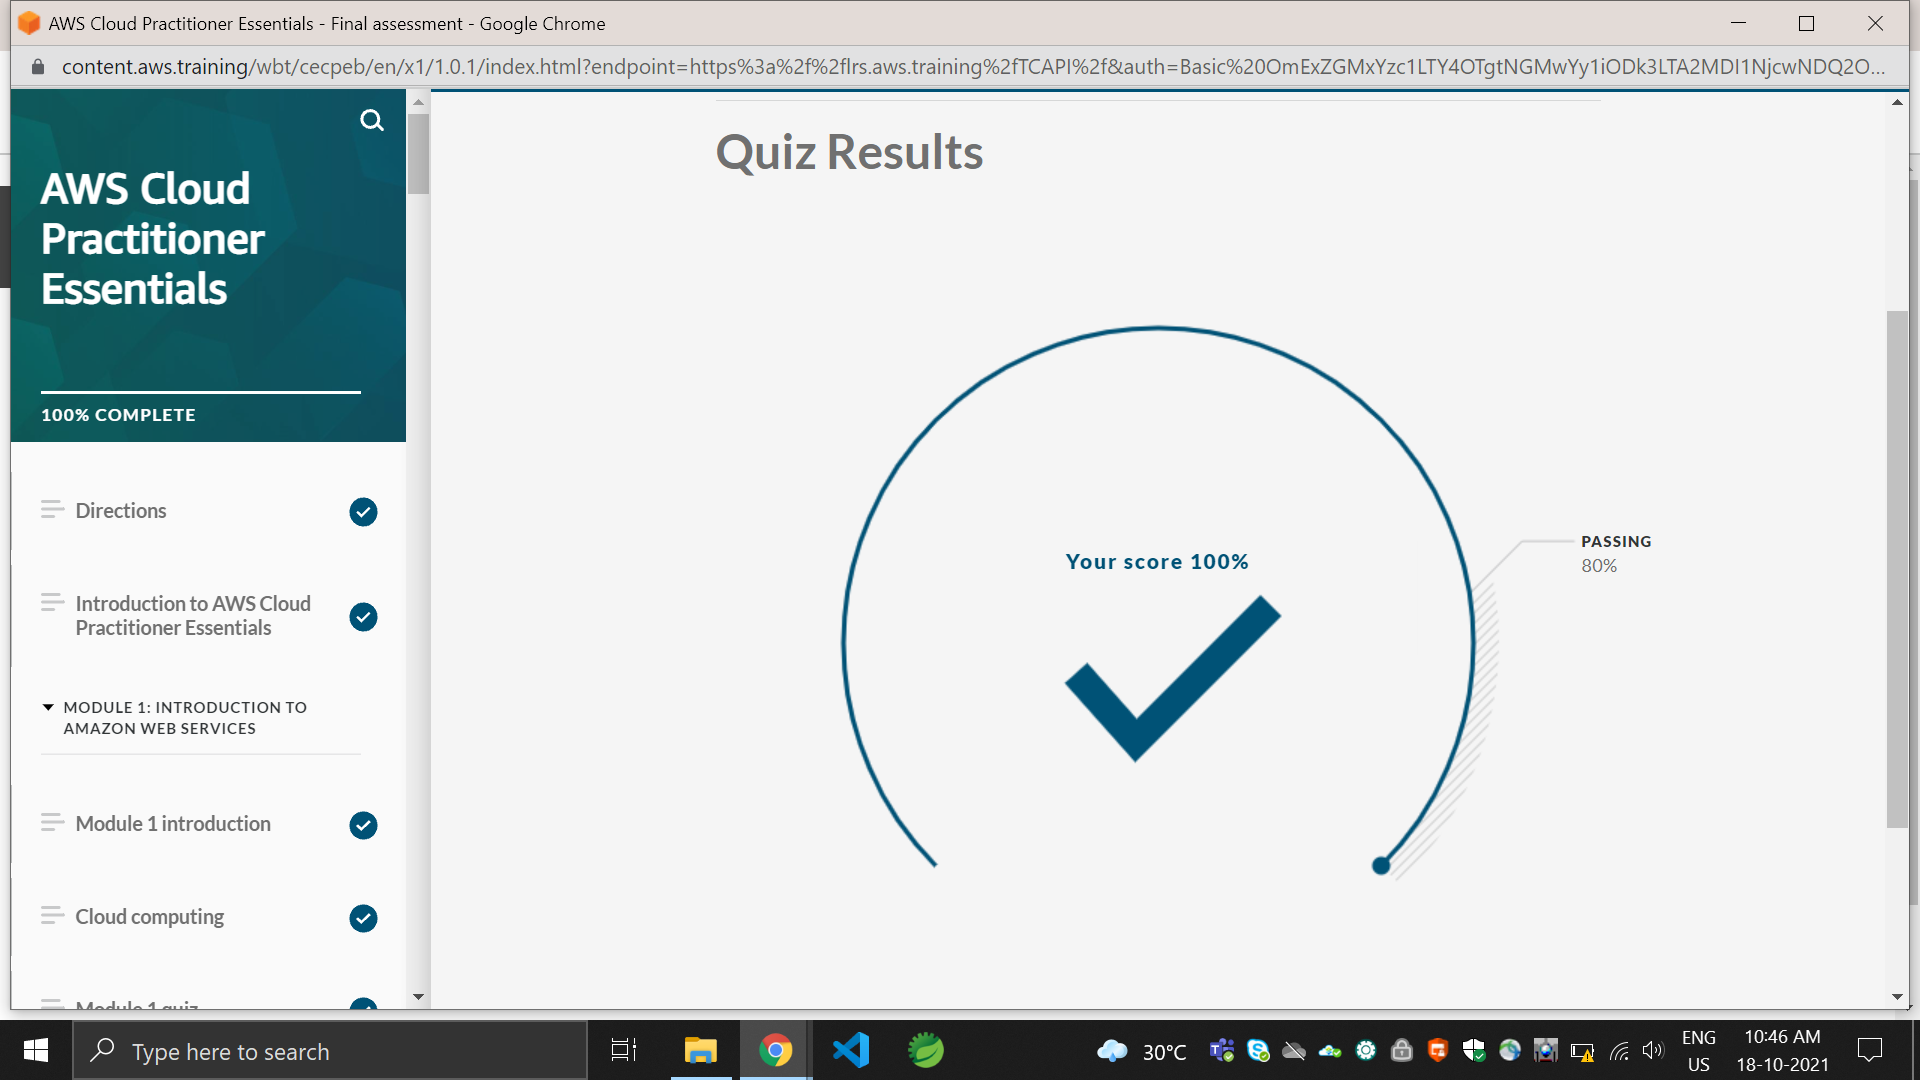 AWS Cloud Practitioner Essentials - Final assessment - Google Chrome
content.aws.training/wbt/cecpeb/en/x1/1.0.1/index.html?endpoint=https%3a%2f%2flrs.aws.training%2fTCAPI%2f&auth=Basic%20OmExZGMxYzc1LTY4OTgtNGMwYy1iODk3LTA2MDI1NjcwNDQ2O...
AWS Cloud
Practitioner
Essentials
100% COMPLETE
Directions
Introduction to AWS Cloud
Practitioner Essentials
MODULE 1: INTRODUCTION TO
AMAZON WEB SERVICES
Module 1 introduction
Cloud computing
Module 1 quiz
Quiz Results
Your score 100%
PASSING
80%
Type here to search
30°C
ENG
US
10:46 AM
18-10-2021